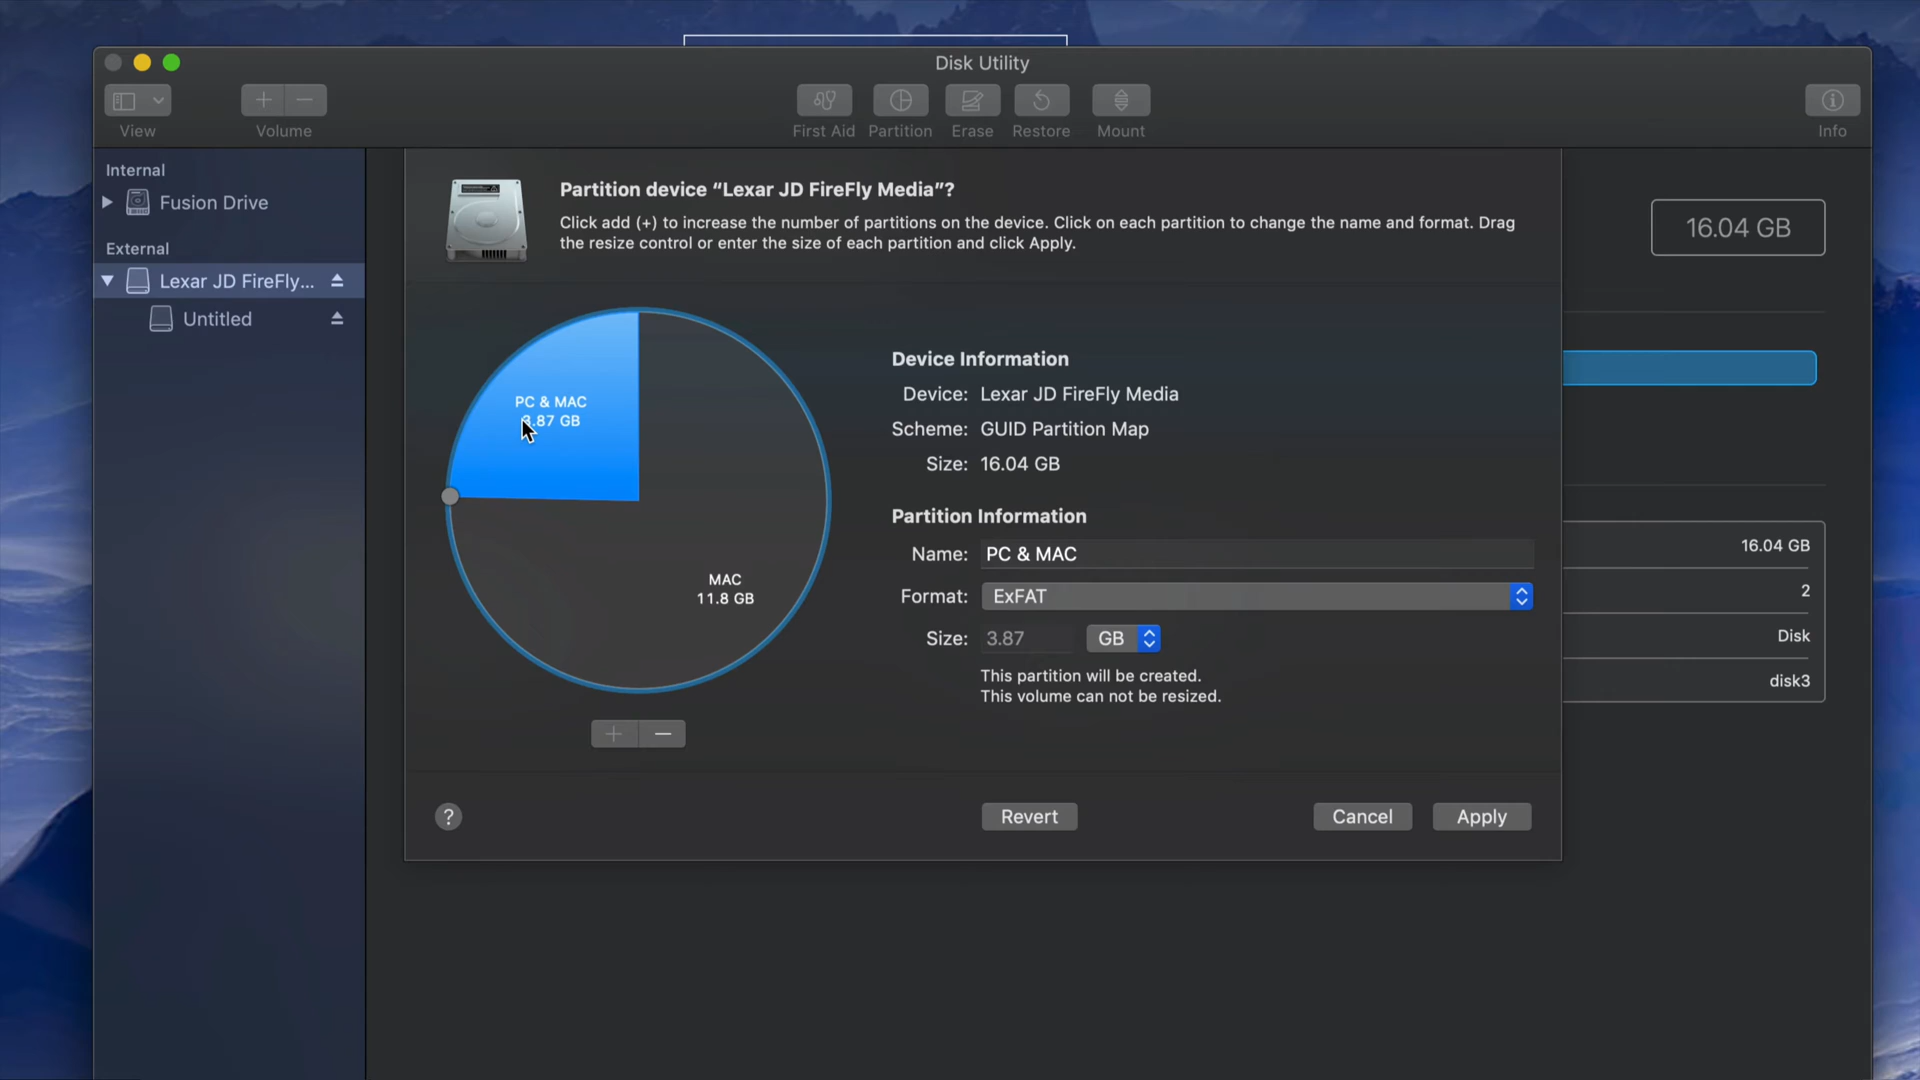 Disk Utility
View
Volume
First Aid
Partition
Erase
Restore
Mount
Info
Internal
Fusion Drive
External
Lexar JD FireFly...
Untitled
Partition device “Lexar JD FireFly Media”?
Click add (+) to increase the number of partitions on the device. Click on each partition to change the name and format. Drag
the resize control or enter the size of each partition and click Apply.
16.04 GB
PC & MAC
3.87 GB
MAC
11.8 GB
Device Information
Device: Lexar JD FireFly Media
Scheme: GUID Partition Map
Size: 16.04 GB
Partition Information
Name: PC & MAC
Format: ExFAT
Size: 3.87 GB
This partition will be created.
This volume can not be resized.
16.04 GB
2
Disk
disk3
?
Revert
Cancel
Apply